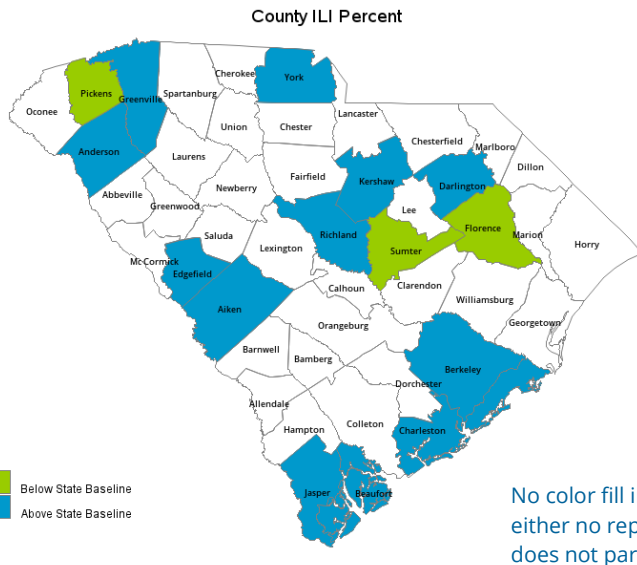 County ILI Percent
Cherokee
York
Pickens
Greenville
Spartanburg
Oconee
Union
Chester
Lancaster
Chesterfield
Marlboro
Anderson
Laurens
Dillon
Fairfield
Kershaw
Darlington
Abbeville
Newberry
Greenwood
Lee
Florence
Marion
Saluda
Richland
Sumter
Horry
McCormick
Lexington
Edgefield
Calhoun
Clarendon
Williamsburg
Aiken
Orangeburg
Georgetown
Barnwell
Bamberg
Berkeley
Dorchester
Allendale
Hampton
Colleton
Charleston
Jasper
Beaufort
Below State Baseline
Above State Baseline
No color fill i
either no rep
does not par